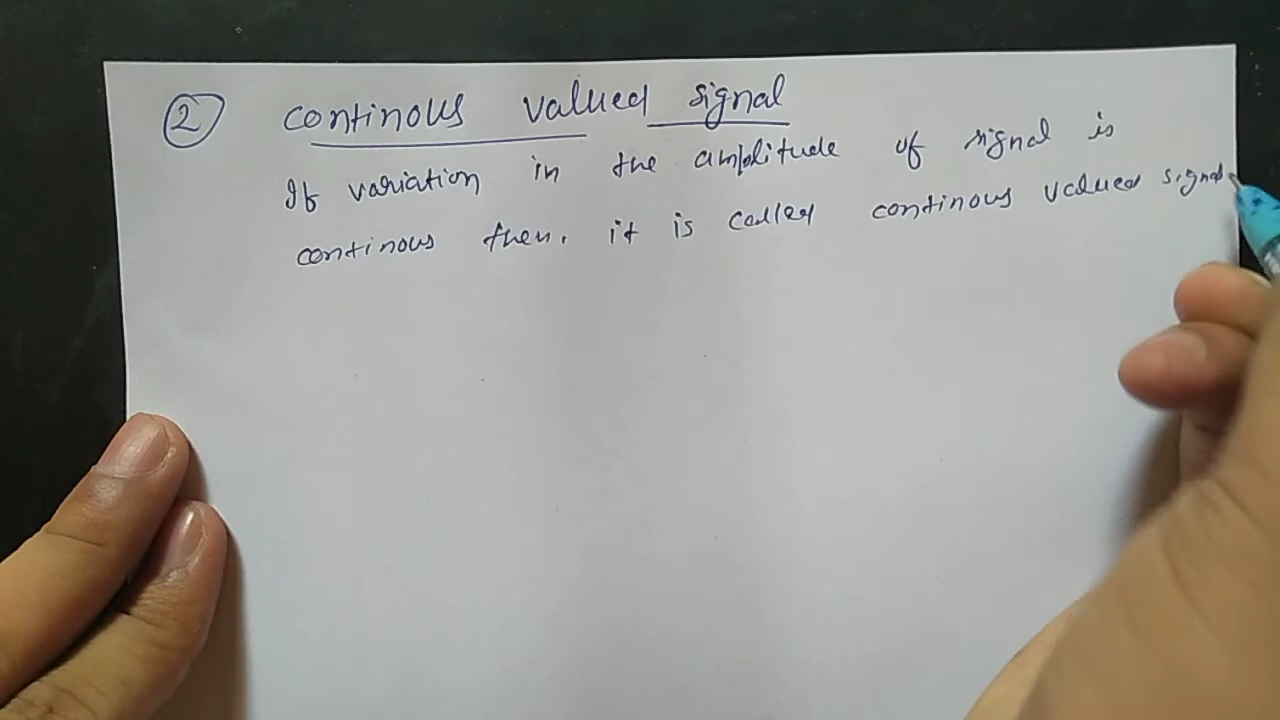 ② continous valued signal
If variation in the amplitude of signal is
continous then. it is called continous valued signal